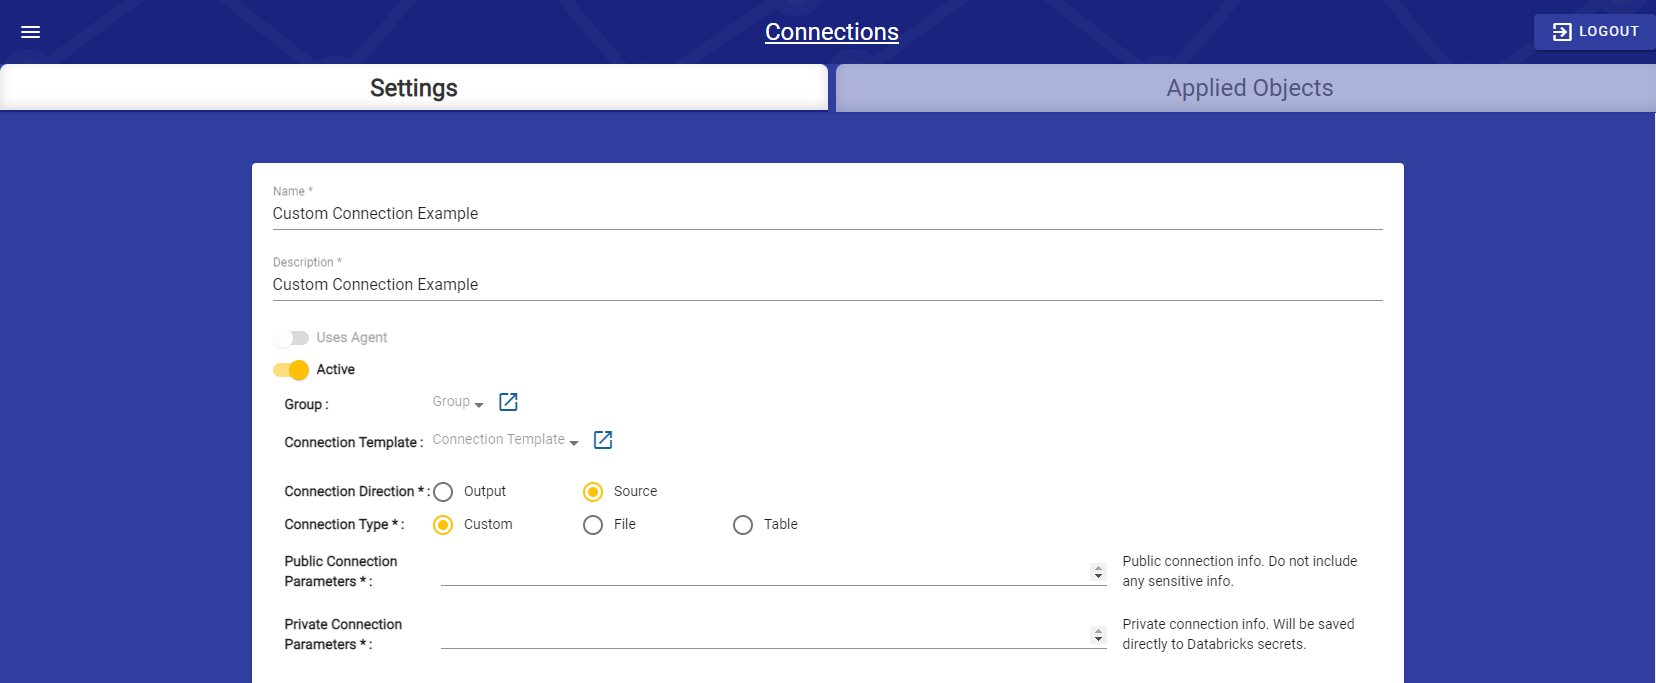 Connections
LOGOUT
Settings
Applied Objects
Name *
Custom Connection Example
Description *
Custom Connection Example
Uses Agent
Active
Group :
Group
Connection Template :
Connection Template
Connection Direction * :
Output
Source
Connection Type * :
Custom
File
Table
Public Connection
Parameters * :
Public connection info. Do not include
any sensitive info.
Private Connection
Parameters * :
Private connection info. Will be saved
directly to Databricks secrets.